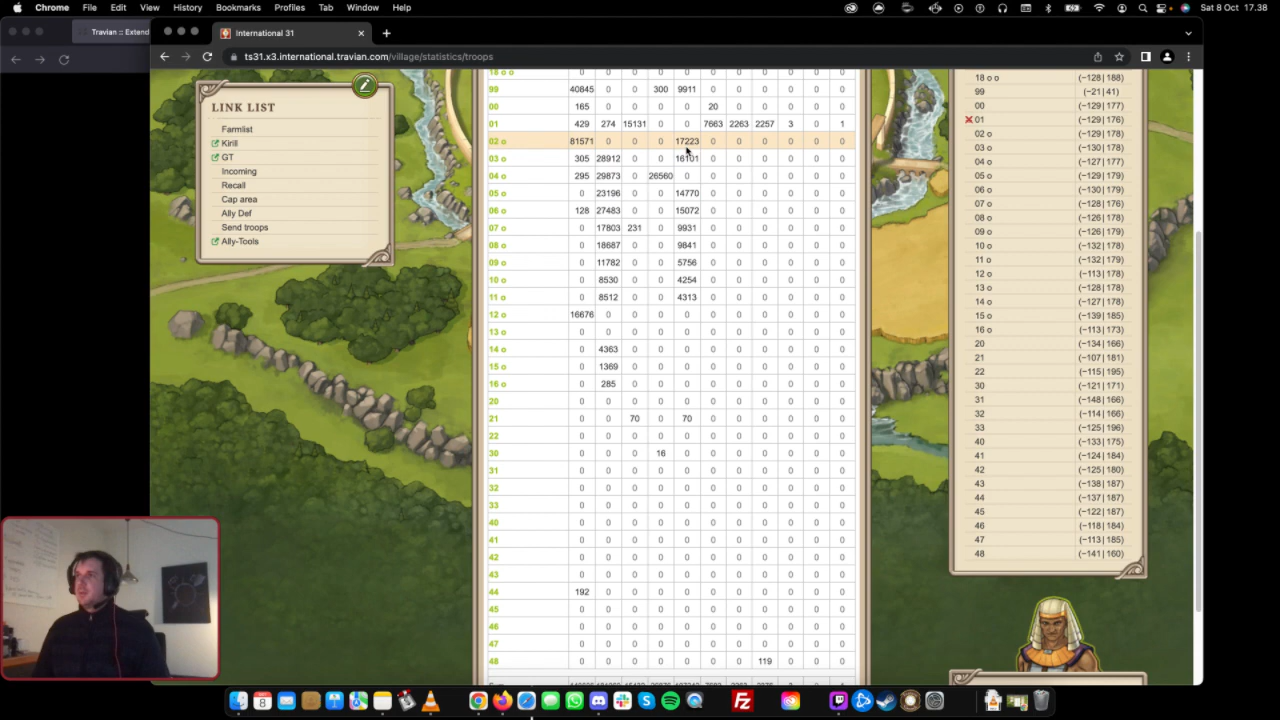 Chrome File Edit View History Bookmarks Profiles Tab Window Help Sat 8 Oct 17.38
Travian :: Extend
International 31
ts31.x3.international.travian.com/village/statistics/troops
LINK LIST
Farmlist
Kirill
GT
Incoming
Recall
Cap area
Ally Def
Send troops
Ally-Tools
18 o o 0 0 0 0 0 0 0 0 0 0 0
99 40845 0 0 300 9911 0 0 0 0 0 0
00 165 0 0 0 0 20 0 0 0 0 0
01 429 274 15131 0 0 7663 2263 2257 3 0 1
02 o 81571 0 0 0 17223 0 0 0 0 0 0
03 o 305 28912 0 0 16101 0 0 0 0 0 0
04 o 295 29873 0 26560 0 0 0 0 0 0 0
05 o 0 23196 0 0 14770 0 0 0 0 0 0
06 o 128 27483 0 0 15072 0 0 0 0 0 0
07 o 0 17803 231 0 9931 0 0 0 0 0 0
08 o 0 18687 0 0 9841 0 0 0 0 0 0
09 o 0 11782 0 0 5756 0 0 0 0 0 0
10 o 0 8530 0 0 4254 0 0 0 0 0 0
11 o 0 8512 0 0 4313 0 0 0 0 0 0
12 o 16676 0 0 0 0 0 0 0 0 0 0
13 o 0 0 0 0 0 0 0 0 0 0 0
14 o 0 4363 0 0 0 0 0 0 0 0 0
15 o 0 1369 0 0 0 0 0 0 0 0 0
16 o 0 285 0 0 0 0 0 0 0 0 0
20 0 0 0 0 0 0 0 0 0 0 0
21 0 0 70 0 70 0 0 0 0 0 0
22 0 0 0 0 0 0 0 0 0 0 0
30 0 0 0 16 0 0 0 0 0 0 0
31 0 0 0 0 0 0 0 0 0 0 0
32 0 0 0 0 0 0 0 0 0 0 0
33 0 0 0 0 0 0 0 0 0 0 0
40 0 0 0 0 0 0 0 0 0 0 0
41 0 0 0 0 0 0 0 0 0 0 0
42 0 0 0 0 0 0 0 0 0 0 0
43 0 0 0 0 0 0 0 0 0 0 0
44 192 0 0 0 0 0 0 0 0 0 0
45 0 0 0 0 0 0 0 0 0 0 0
46 0 0 0 0 0 0 0 0 0 0 0
47 0 0 0 0 0 0 0 0 0 0 0
48 0 0 0 0 0 0 0 119 0 0 0
18 o o (−128|188)
99 (−21|41)
00 (−129|177)
01 (−129|176)
02 o (−129|178)
03 o (−130|178)
04 o (−127|177)
05 o (−129|179)
06 o (−130|179)
07 o (−128|176)
08 o (−126|178)
09 o (−126|179)
10 o (−132|178)
11 o (−132|179)
12 o (−113|178)
13 o (−128|178)
14 o (−127|178)
15 o (−139|185)
16 o (−113|173)
20 (−134|166)
21 (−107|181)
22 (−115|195)
30 (−121|171)
31 (−148|166)
32 (−114|166)
33 (−125|196)
40 (−133|175)
41 (−124|184)
42 (−125|180)
43 (−138|187)
44 (−137|187)
45 (−122|187)
46 (−118|184)
47 (−113|185)
48 (−141|160)